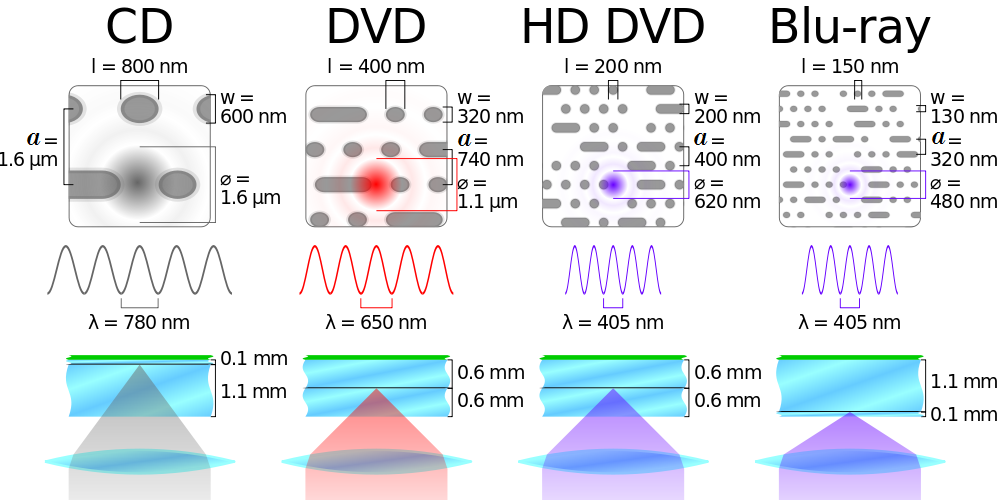 CD
l = 800 nm
w =
600 nm
a =
1.6 µm
⌀ =
1.6 µm
λ = 780 nm
0.1 mm
1.1 mm
DVD
l = 400 nm
w =
320 nm
a =
740 nm
⌀ =
1.1 µm
λ = 650 nm
0.6 mm
0.6 mm
HD DVD
l = 200 nm
w =
200 nm
a =
400 nm
⌀ =
620 nm
λ = 405 nm
0.6 mm
0.6 mm
Blu-ray
l = 150 nm
w =
130 nm
a =
320 nm
⌀ =
480 nm
λ = 405 nm
1.1 mm
0.1 mm